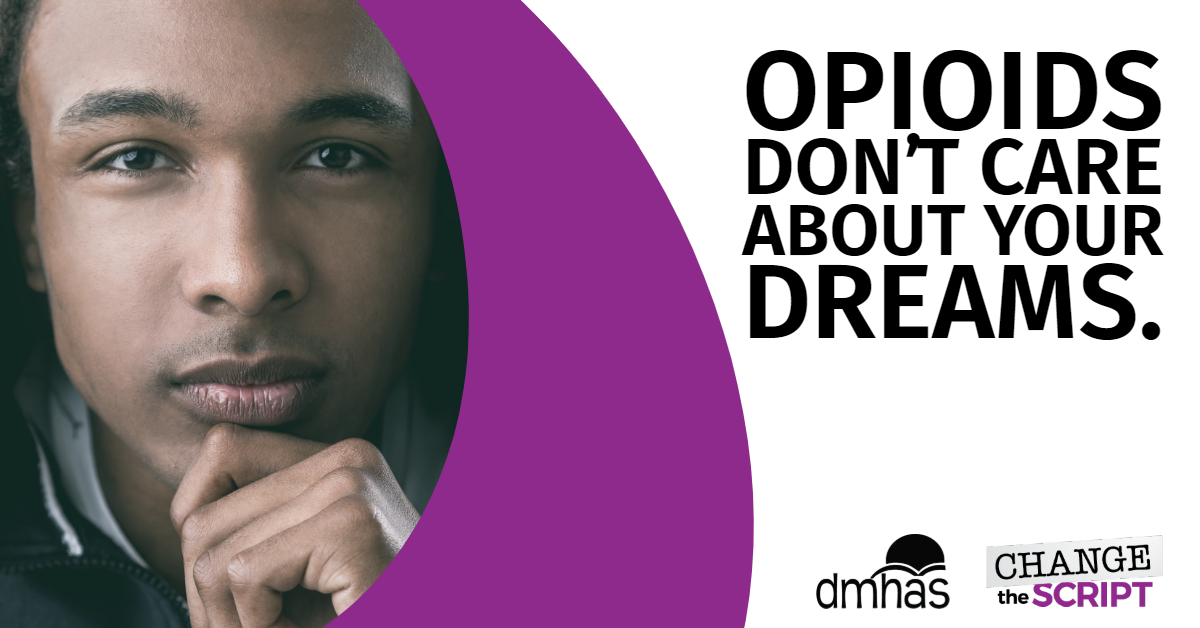 OPIOIDS
DON'T CARE
ABOUT YOUR
DREAMS.
dmhas
CHANGE
the SCRIPT